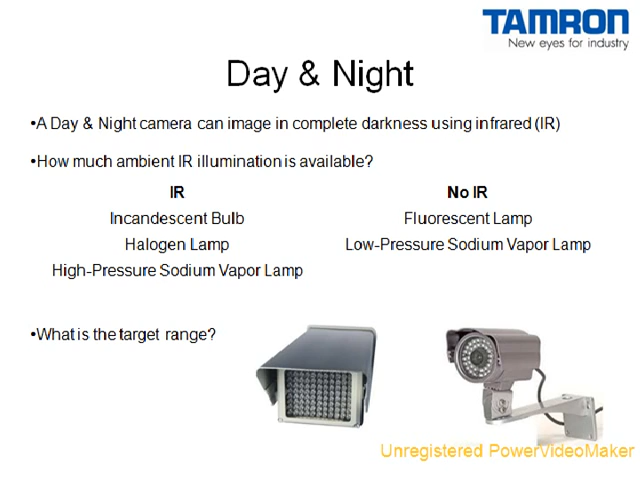 TAMRON
New eyes for industry
Day & Night
•A Day & Night camera can image in complete darkness using infrared (IR)
•How much ambient IR illumination is available?
IR No IR
Incandescent Bulb Fluorescent Lamp
Halogen Lamp Low-Pressure Sodium Vapor Lamp
High-Pressure Sodium Vapor Lamp
•What is the target range?
Unregistered PowerVideoMaker